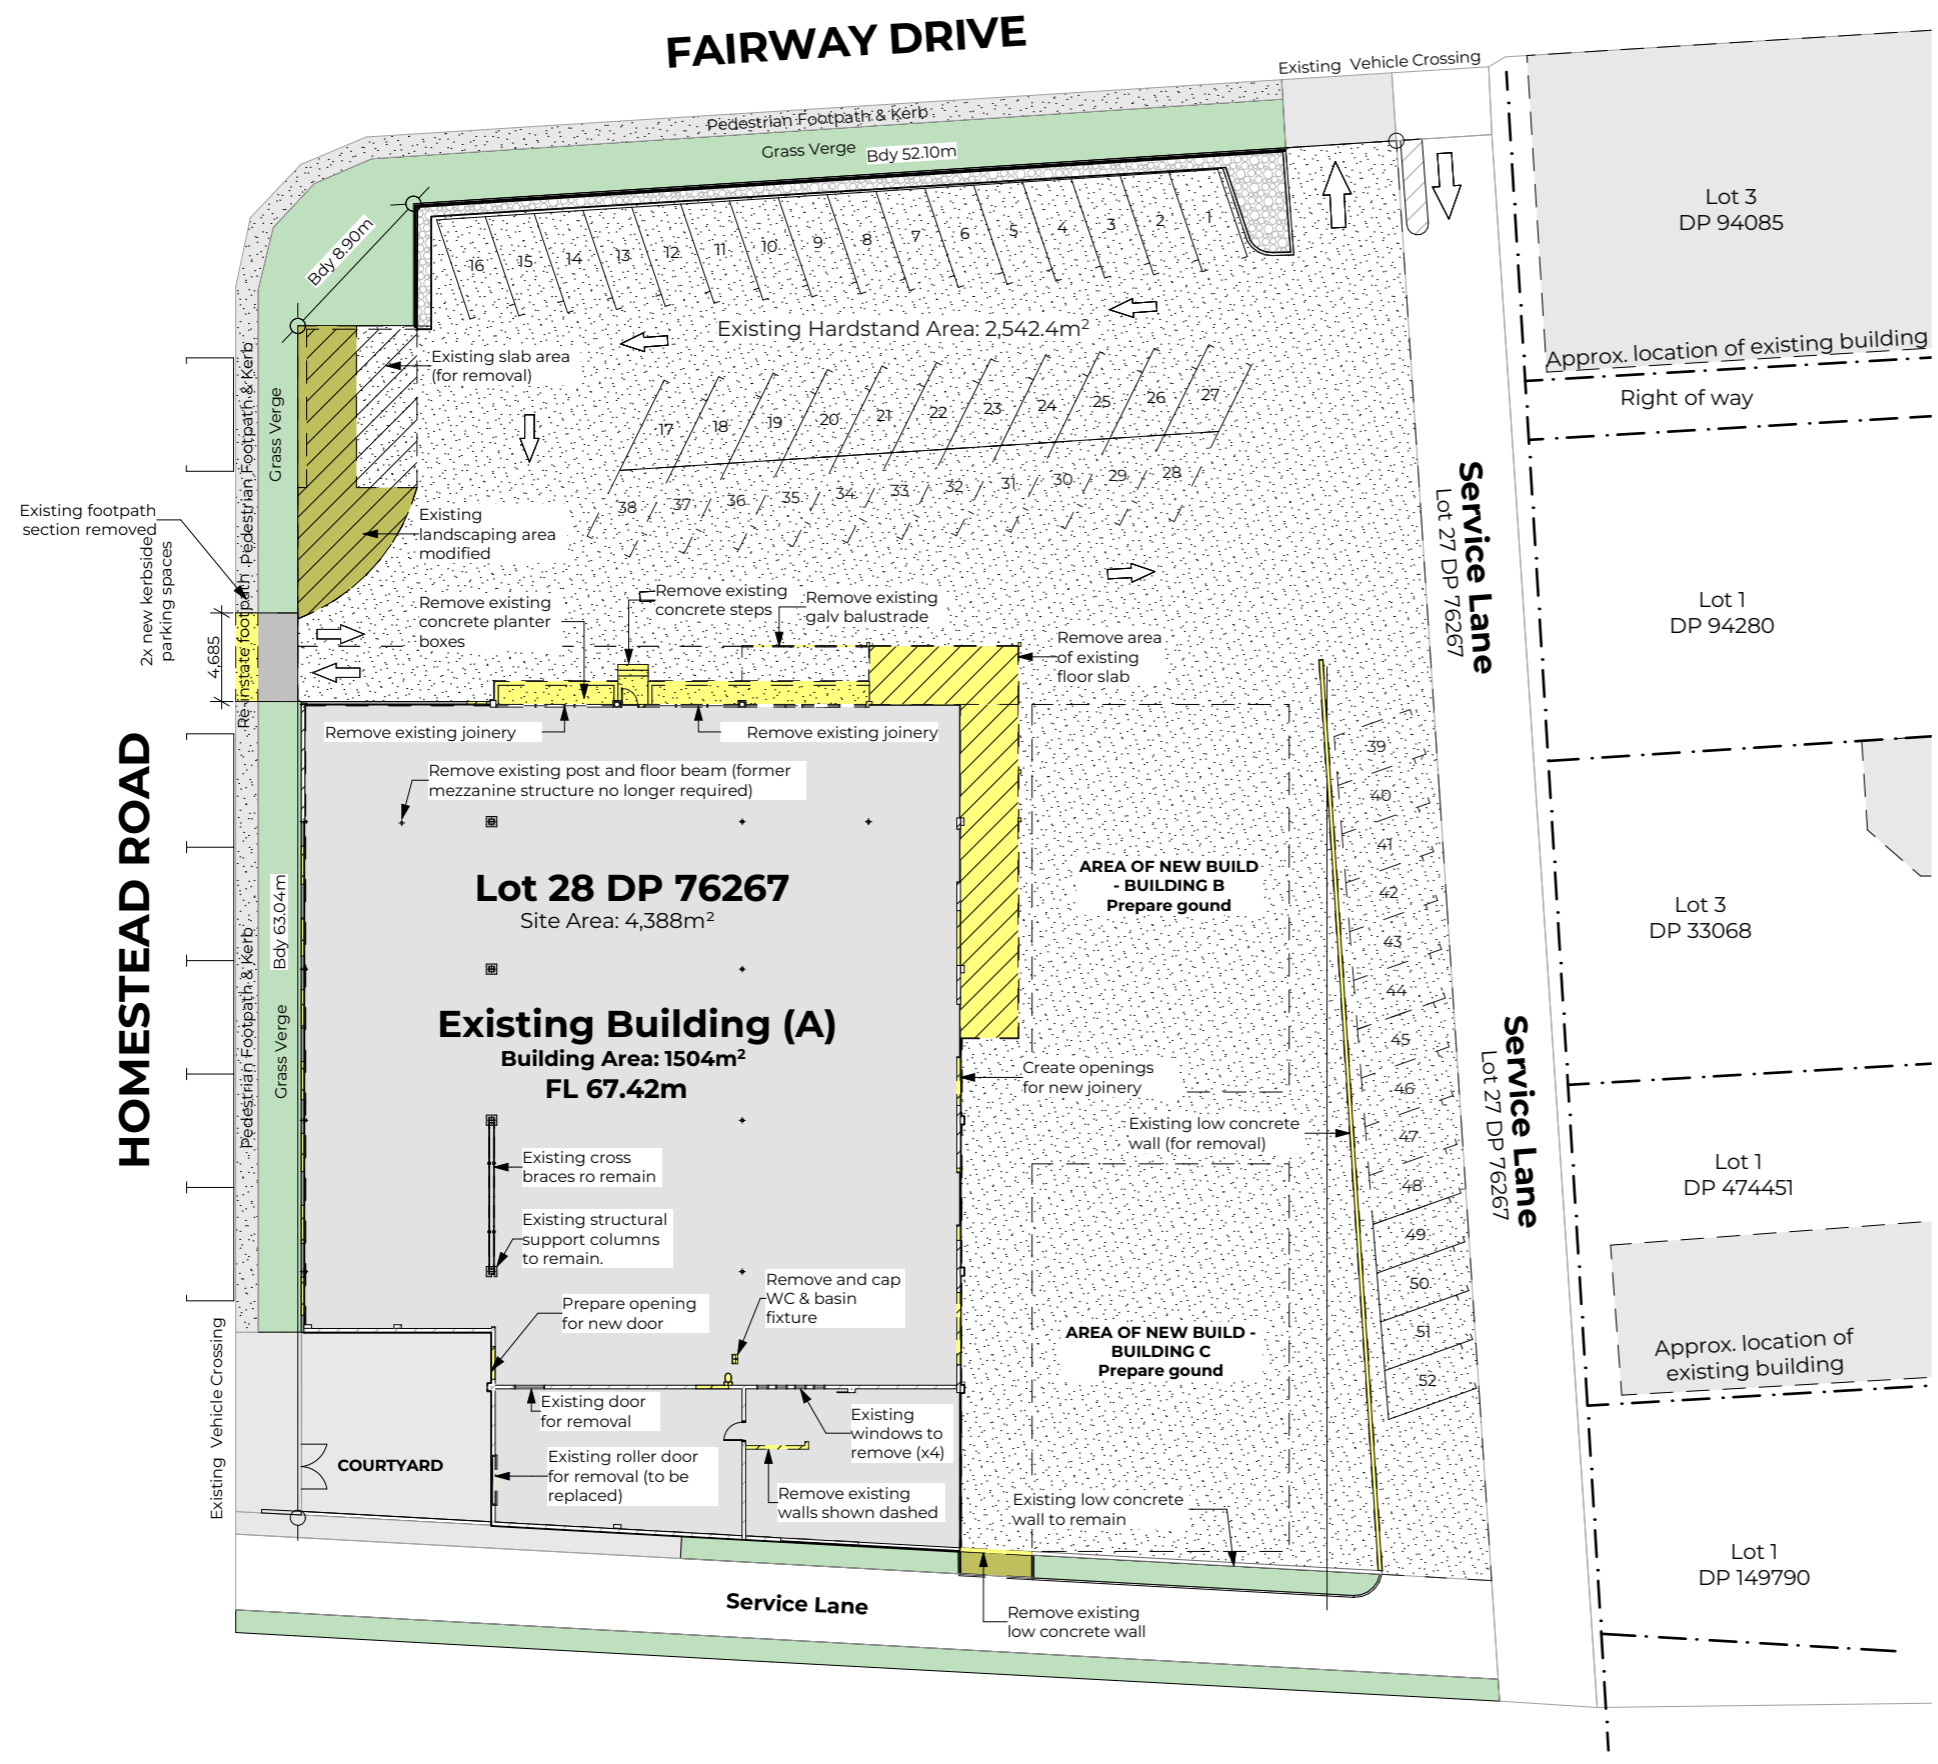 FAIRWAY DRIVE
Existing Vehicle Crossing
Pedestrian Footpath & Kerb
Grass Verge
Bdy 52.10m
Bdy 8.90m
Lot 3
DP 94085
16
15
14
13
12
11
10
9
8
7
6
5
4
3
2
1
Existing Hardstand Area: 2,542.4m²
Approx. location of existing building
Right of way
Existing slab area
(for removal)
17
18
19
20
21
22
23
24
25
26
27
38
37
36
35
34
33
32
31
30
29
28
Pedestrian Footpath & Kerb
Grass Verge
Existing footpath
section removed
Existing
landscaping area
modified
2x new kerbside
parking spaces
Re-instate footpath
4,685
Service Lane
Lot 27 DP 76267
Lot 1
DP 94280
Remove existing
concrete planter
boxes
Remove existing
concrete steps
Remove existing
galv balustrade
Remove area
of existing
floor slab
Remove existing joinery
Remove existing joinery
Remove existing post and floor beam (former
mezzanine structure no longer required)
HOMESTEAD ROAD
Bdy 63.04m
Pedestrian Footpath & Kerb
Grass Verge
Lot 28 DP 76267
Site Area: 4,388m²
AREA OF NEW BUILD
- BUILDING B
Prepare gound
39
40
41
42
43
44
45
46
47
48
49
50
51
52
Lot 3
DP 33068
Existing Building (A)
Building Area: 1504m²
FL 67.42m
Create openings
for new joinery
Existing low concrete
wall (for removal)
Service Lane
Lot 27 DP 76267
Lot 1
DP 474451
Existing cross
braces ro remain
Existing structural
support columns
to remain.
Prepare opening
for new door
Remove and cap
WC & basin
fixture
AREA OF NEW BUILD -
BUILDING C
Prepare gound
Approx. location of
existing building
Existing Vehicle Crossing
Existing door
for removal
Existing
windows to
remove (x4)
COURTYARD
Existing roller door
for removal (to be
replaced)
Remove existing
walls shown dashed
Existing low concrete
wall to remain
Lot 1
DP 149790
Service Lane
Remove existing
low concrete wall